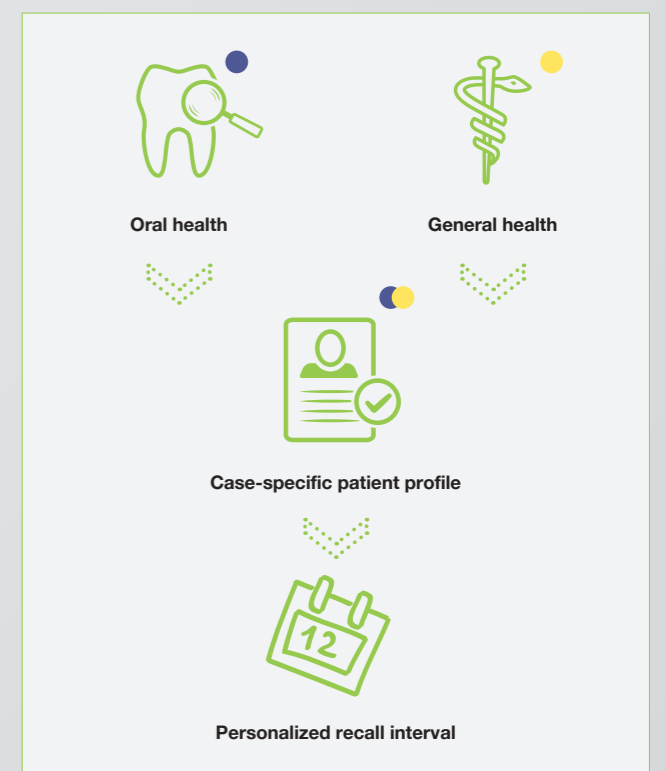 Oral health
General health
Case-specific patient profile
12
Personalized recall interval